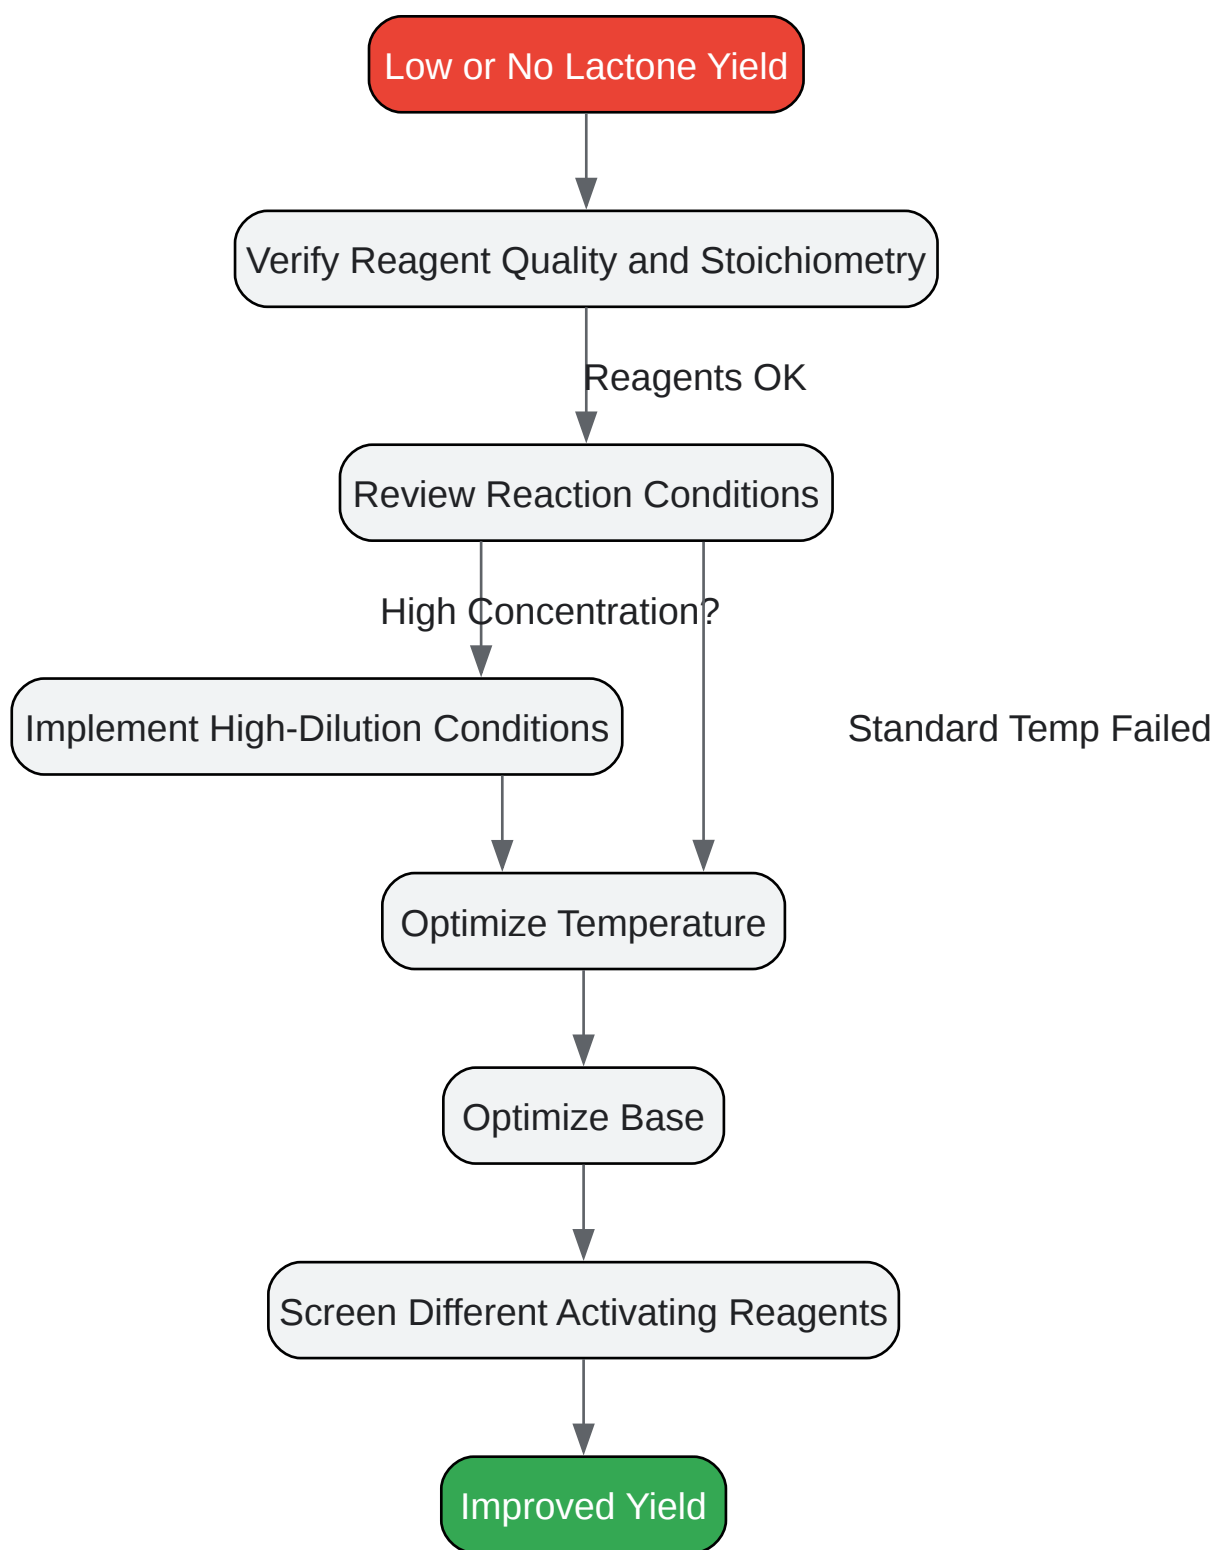 Low or No Lactone Yield
Verify Reagent Quality and Stoichiometry
Reagents OK
Review Reaction Conditions
High Concentration?
Implement High-Dilution Conditions
Standard Temp Failed
Optimize Temperature
Optimize Base
Screen Different Activating Reagents
Improved Yield